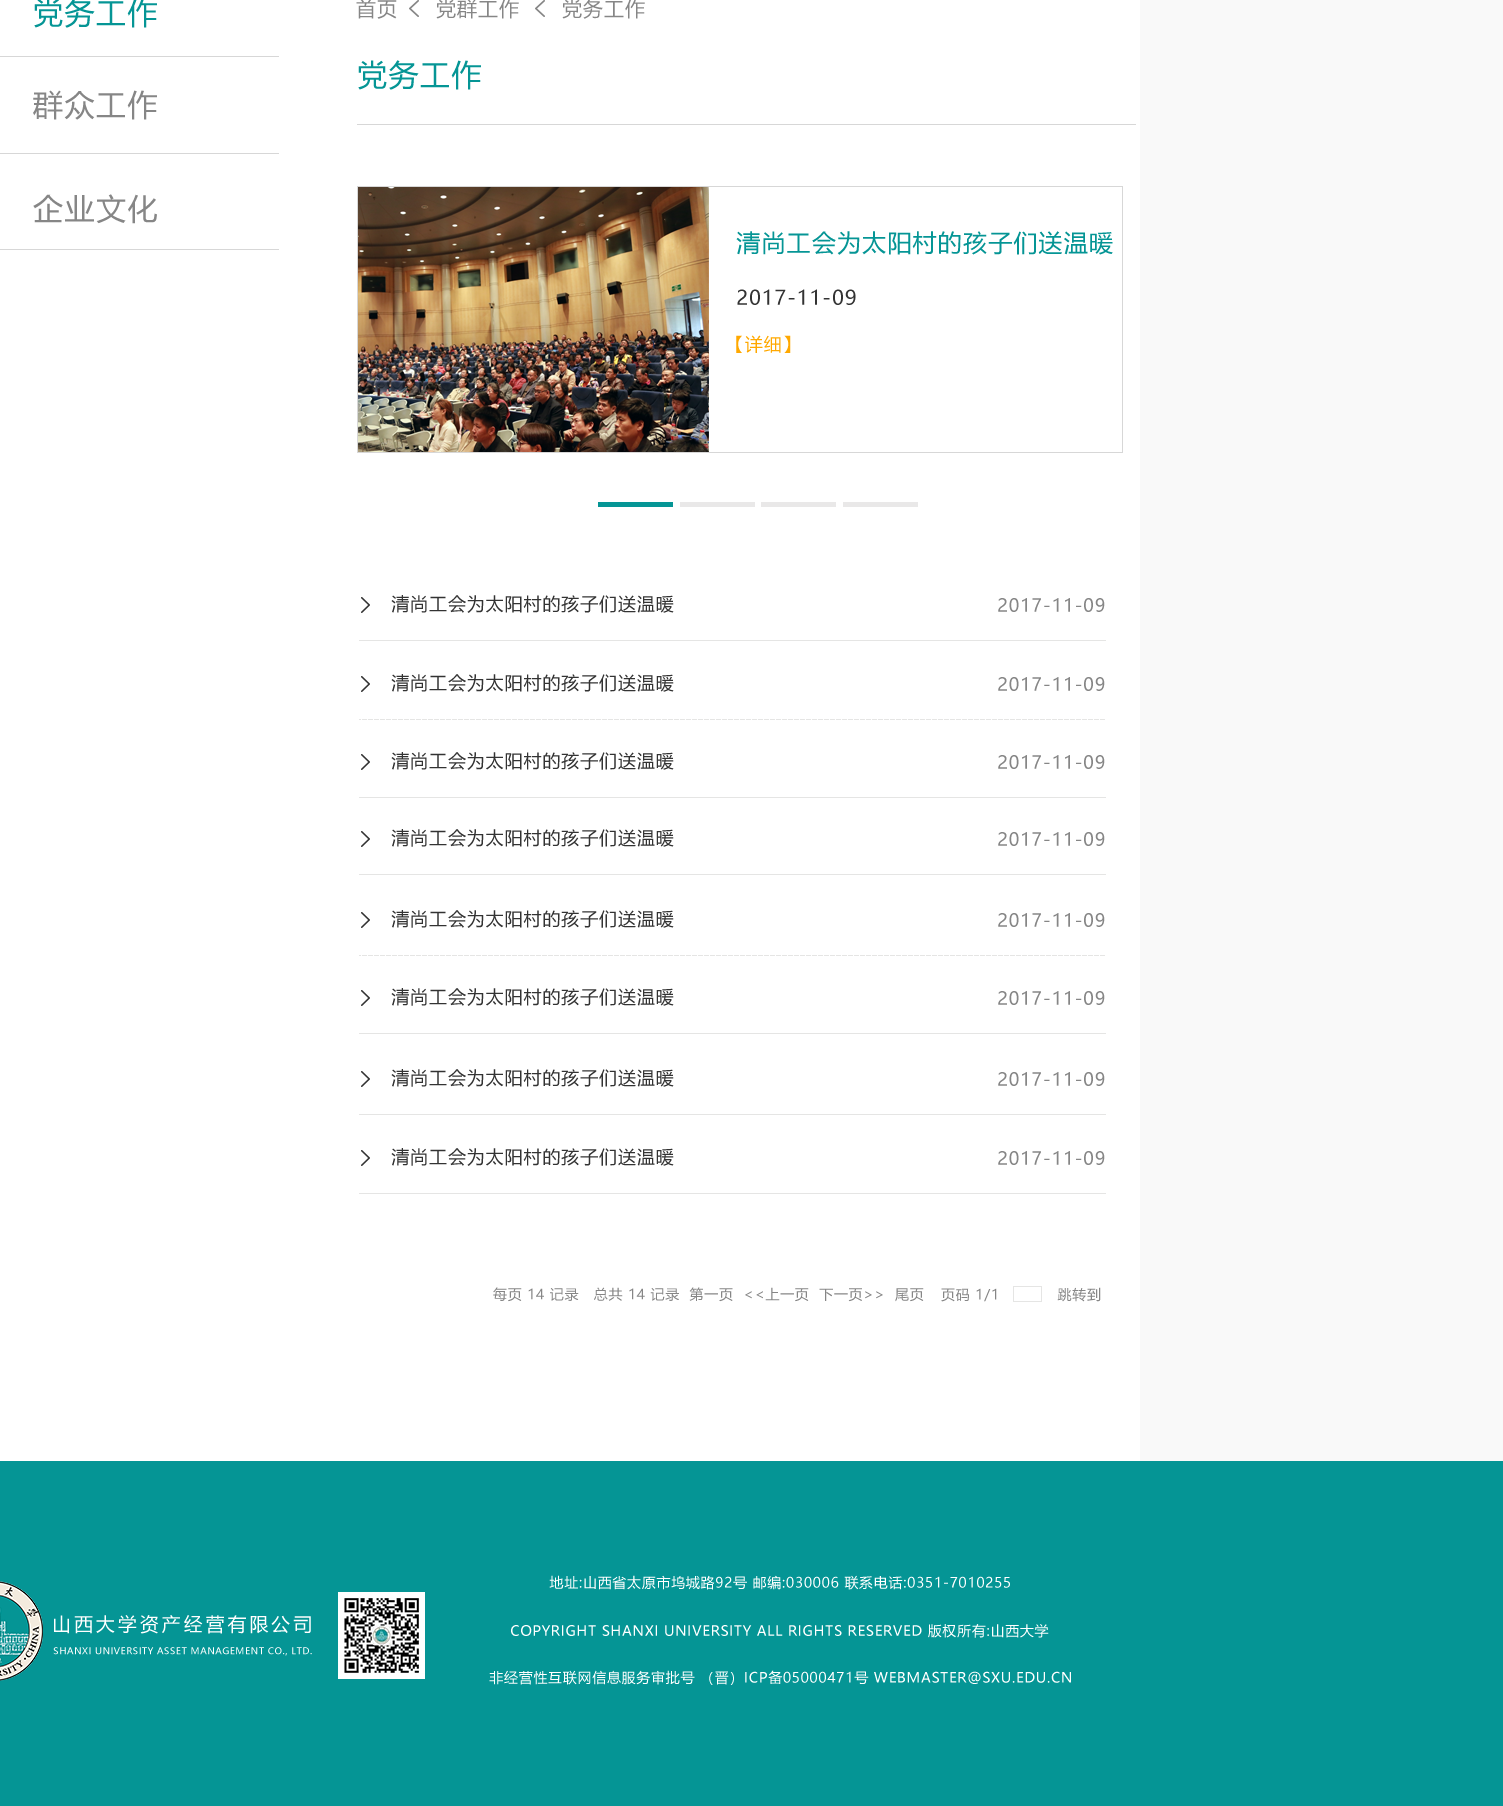 党务工作
群众工作
企业文化
首页 < 党群工作 < 党务工作
党务工作
清尚工会为太阳村的孩子们送温暖
2017-11-09
【详细】
清尚工会为太阳村的孩子们送温暖 2017-11-09
清尚工会为太阳村的孩子们送温暖 2017-11-09
清尚工会为太阳村的孩子们送温暖 2017-11-09
清尚工会为太阳村的孩子们送温暖 2017-11-09
清尚工会为太阳村的孩子们送温暖 2017-11-09
清尚工会为太阳村的孩子们送温暖 2017-11-09
清尚工会为太阳村的孩子们送温暖 2017-11-09
清尚工会为太阳村的孩子们送温暖 2017-11-09
每页 14 记录 总共 14 记录 第一页 <<上一页 下一页>> 尾页 页码 1/1 跳转到
山西大学资产经营有限公司
SHANXI UNIVERSITY ASSET MANAGEMENT CO., LTD.
地址:山西省太原市坞城路92号 邮编:030006 联系电话:0351-7010255
COPYRIGHT SHANXI UNIVERSITY ALL RIGHTS RESERVED 版权所有:山西大学
非经营性互联网信息服务审批号 （晋）ICP备05000471号 WEBMASTER@SXU.EDU.CN